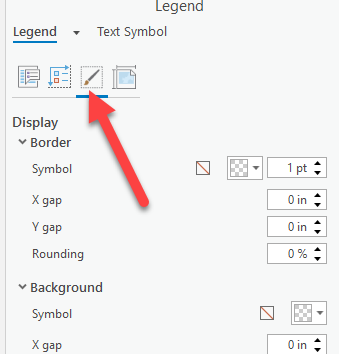 Legend
Legend Text Symbol
Display
Border
Symbol 1 pt
X gap 0 in
Y gap 0 in
Rounding 0 %
Background
Symbol
X gap 0 in